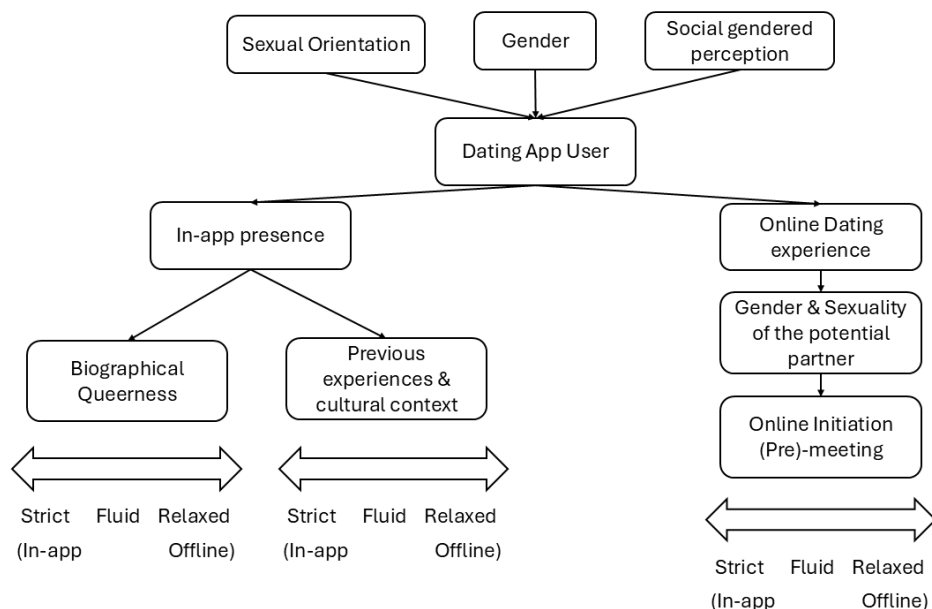 Sexual Orientation
Gender
Social gendered
perception
Dating App User
In-app presence
Online Dating
experience
Gender & Sexuality
of the potential
partner
Biographical
Queerness
Previous
experiences &
cultural context
Online Initiation
(Pre)-meeting
Strict Fluid Relaxed
(In-app Offline)
Strict Fluid Relaxed
(In-app Offline)
Strict Fluid Relaxed
(In-app Offline)